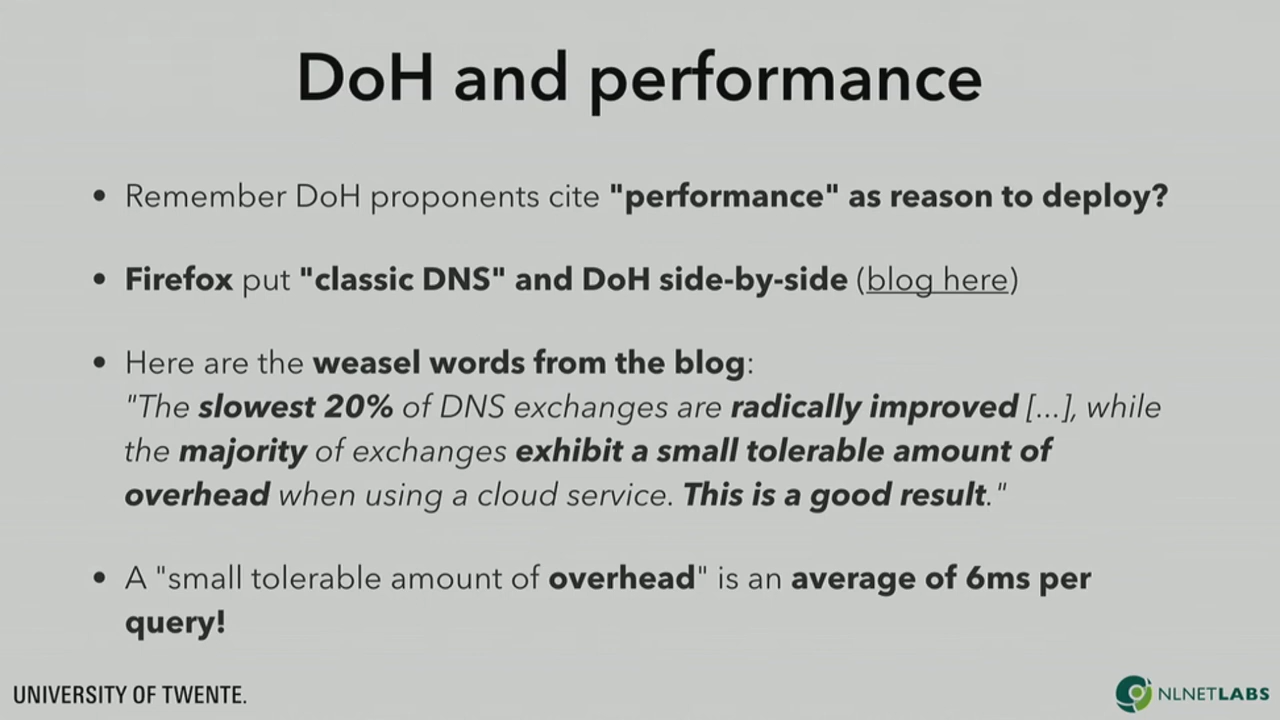 DoH and performance
• Remember DoH proponents cite "performance" as reason to deploy?
• Firefox put "classic DNS" and DoH side-by-side (blog here)
• Here are the weasel words from the blog:
"The slowest 20% of DNS exchanges are radically improved [...], while
the majority of exchanges exhibit a small tolerable amount of
overhead when using a cloud service. This is a good result."
• A "small tolerable amount of overhead" is an average of 6ms per
query!
UNIVERSITY OF TWENTE.
NLNETLABS